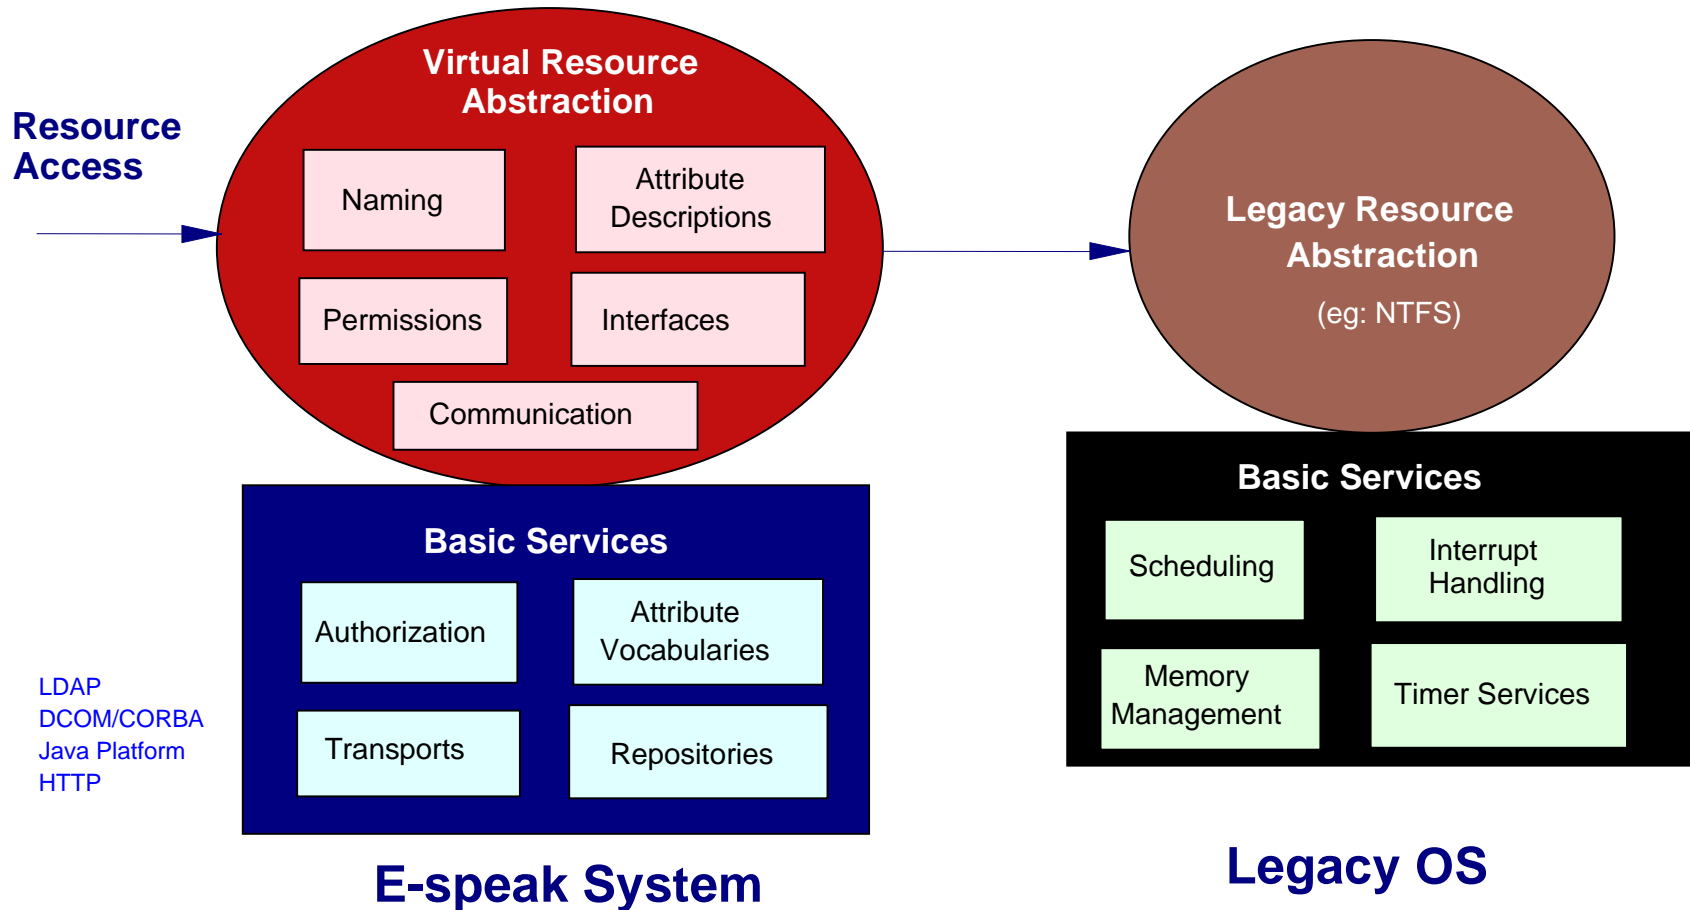 Resource
Access
Virtual Resource
Abstraction
Naming
Attribute
Descriptions
Permissions
Interfaces
Communication
Basic Services
Authorization
Attribute
Vocabularies
Transports
Repositories
LDAP
DCOM/CORBA
Java Platform
HTTP
E-speak System
Legacy Resource
Abstraction
(eg: NTFS)
Basic Services
Scheduling
Interrupt
Handling
Memory
Management
Timer Services
Legacy OS